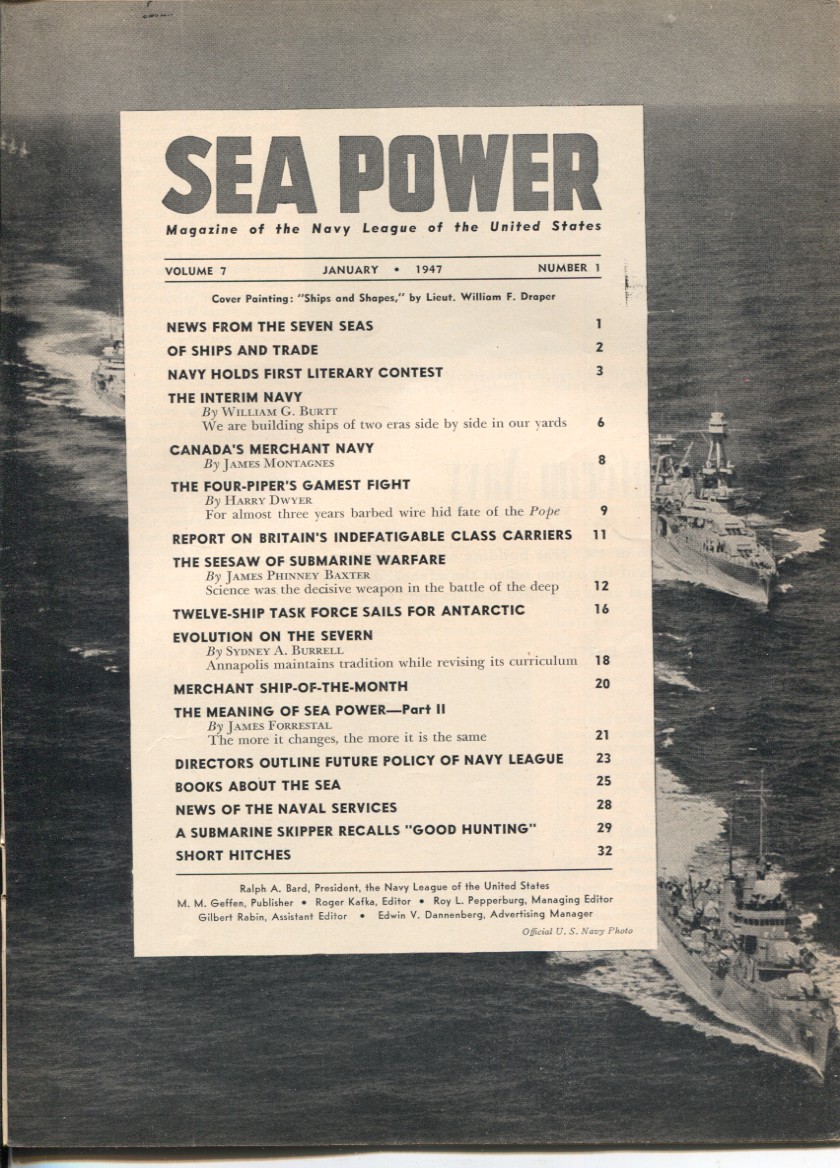 SEA POWER
Magazine of the Navy League of the United States
VOLUME 7 JANUARY • 1947 NUMBER 1
Cover Painting: "Ships and Shapes," by Lieut. William F. Draper
NEWS FROM THE SEVEN SEAS 1
OF SHIPS AND TRADE 2
NAVY HOLDS FIRST LITERARY CONTEST 3
THE INTERIM NAVY
By WILLIAM G. BURTT
We are building ships of two eras side by side in our yards 6
CANADA'S MERCHANT NAVY
By JAMES MONTAGNES 8
THE FOUR-PIPER'S GAMEST FIGHT
By HARRY DWYER
For almost three years barbed wire hid fate of the Pope 9
REPORT ON BRITAIN'S INDEFATIGABLE CLASS CARRIERS 11
THE SEESAW OF SUBMARINE WARFARE
By JAMES PHINNEY BAXTER
Science was the decisive weapon in the battle of the deep 12
TWELVE-SHIP TASK FORCE SAILS FOR ANTARCTIC 16
EVOLUTION ON THE SEVERN
By SYDNEY A. BURRELL
Annapolis maintains tradition while revising its curriculum 18
MERCHANT SHIP-OF-THE-MONTH 20
THE MEANING OF SEA POWER—Part II
By JAMES FORRESTAL
The more it changes, the more it is the same 21
DIRECTORS OUTLINE FUTURE POLICY OF NAVY LEAGUE 23
BOOKS ABOUT THE SEA 25
NEWS OF THE NAVAL SERVICES 28
A SUBMARINE SKIPPER RECALLS "GOOD HUNTING" 29
SHORT HITCHES 32
Ralph A. Bard, President, the Navy League of the United States
M. M. Geffen, Publisher • Roger Kafka, Editor • Roy L. Pepperburg, Managing Editor
Gilbert Rabin, Assistant Editor • Edwin V. Dannenberg, Advertising Manager
Official U. S. Navy Photo